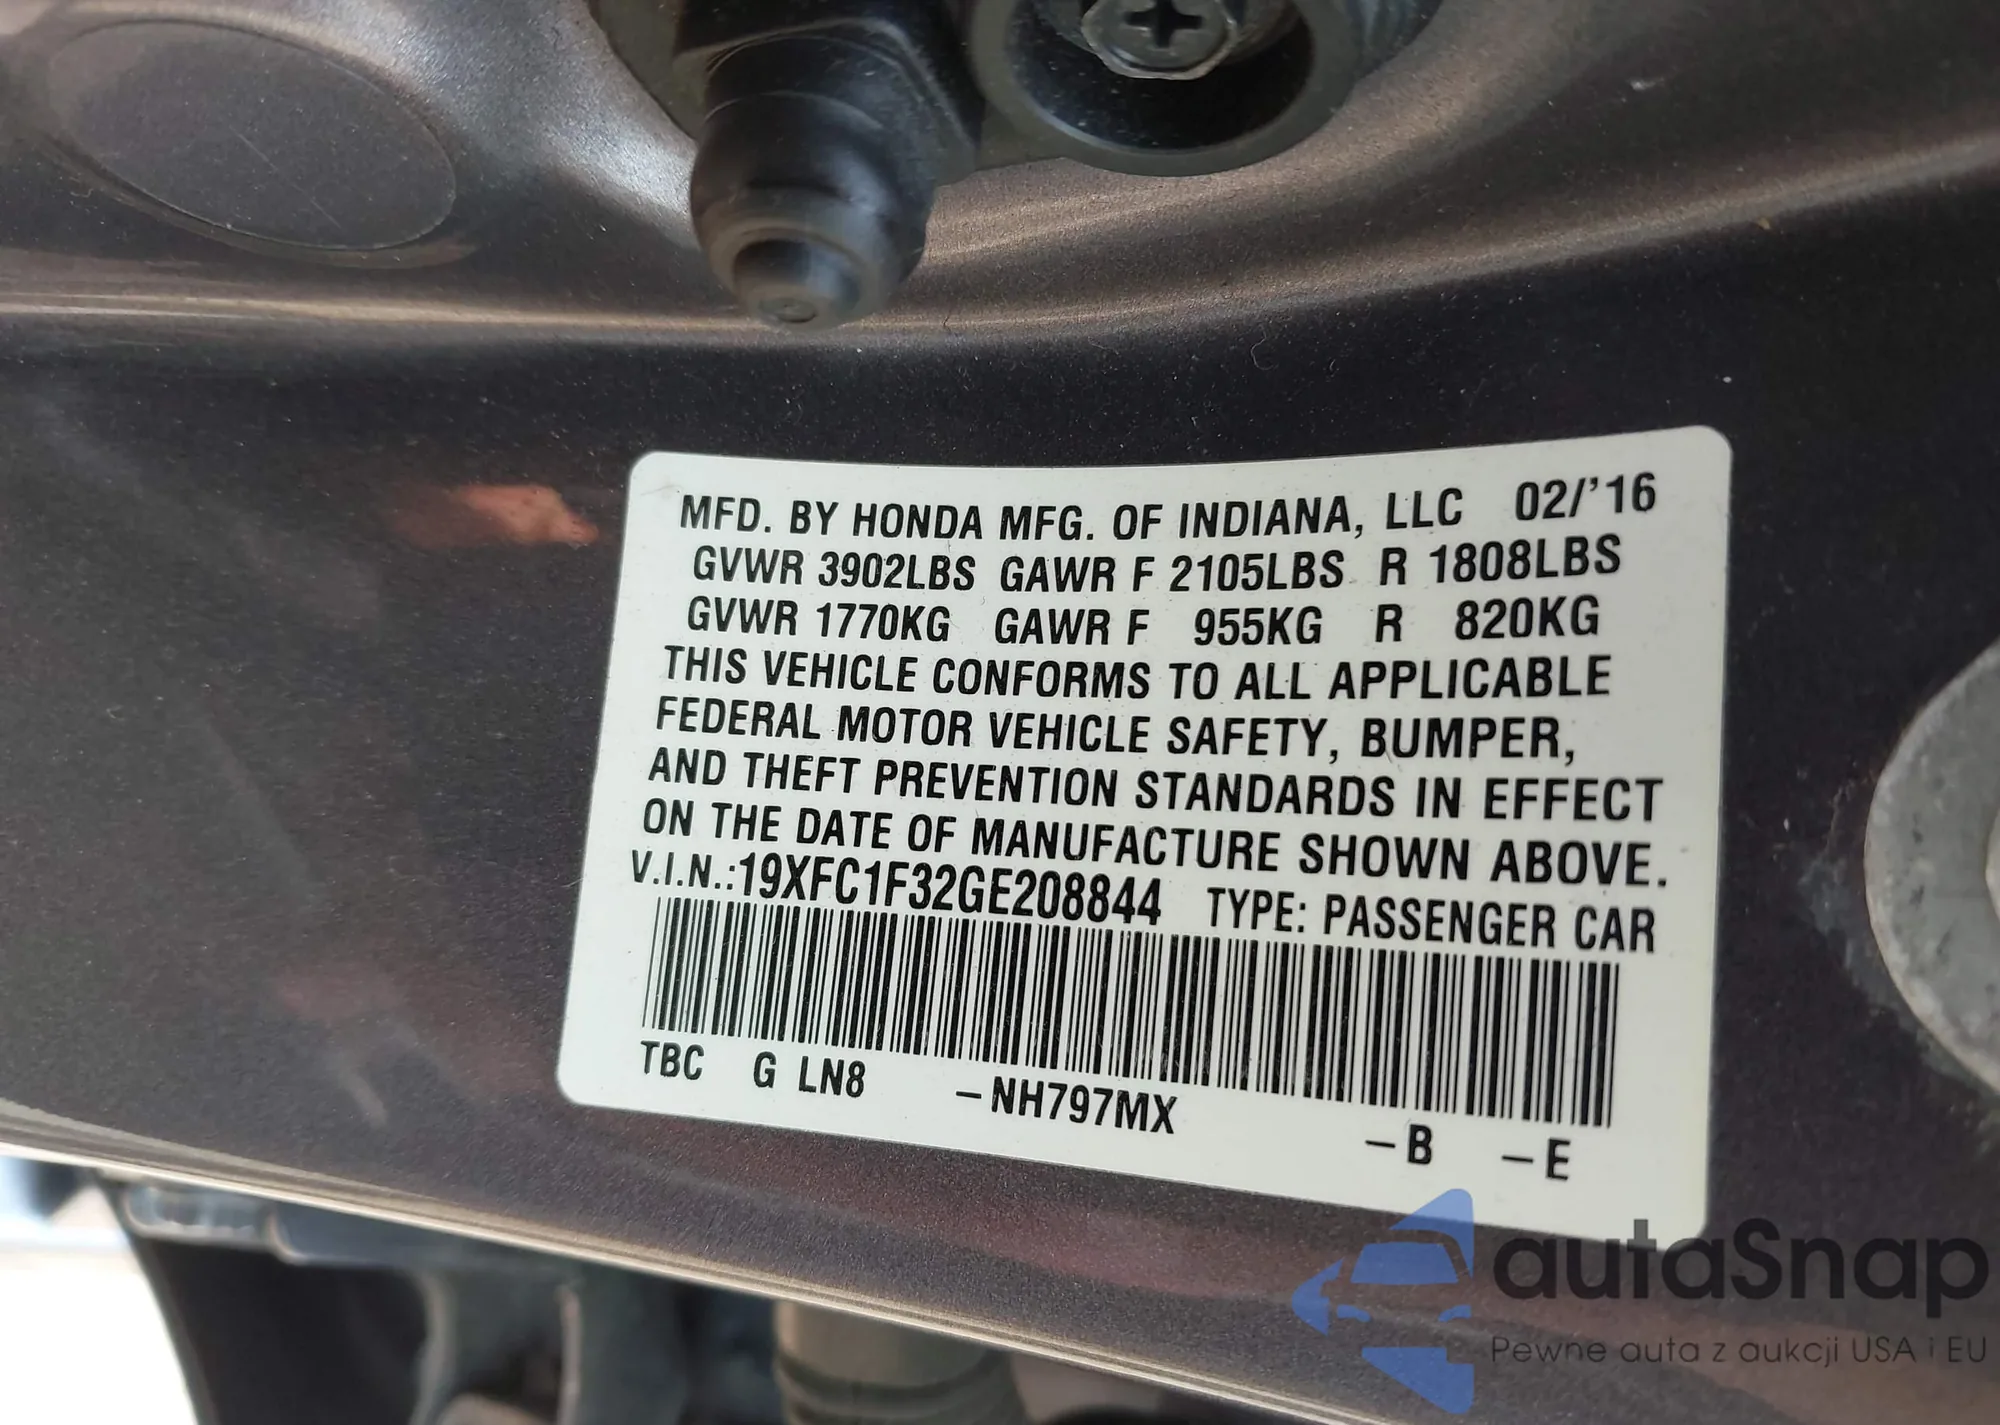 MFD. BY HONDA MFG. OF INDIANA, LLC 02/'16
GVWR 3902LBS GAWR F 2105LBS R 1808LBS
GVWR 1770KG GAWR F 955KG R 820KG
THIS VEHICLE CONFORMS TO ALL APPLICABLE
FEDERAL MOTOR VEHICLE SAFETY, BUMPER,
AND THEFT PREVENTION STANDARDS IN EFFECT
ON THE DATE OF MANUFACTURE SHOWN ABOVE.
V.I.N.:19XFC1F32GE208844 TYPE: PASSENGER CAR
TBC G LN8 -NH797MX -B -E
autaSnap
Pewne auta z aukcji USA i EU